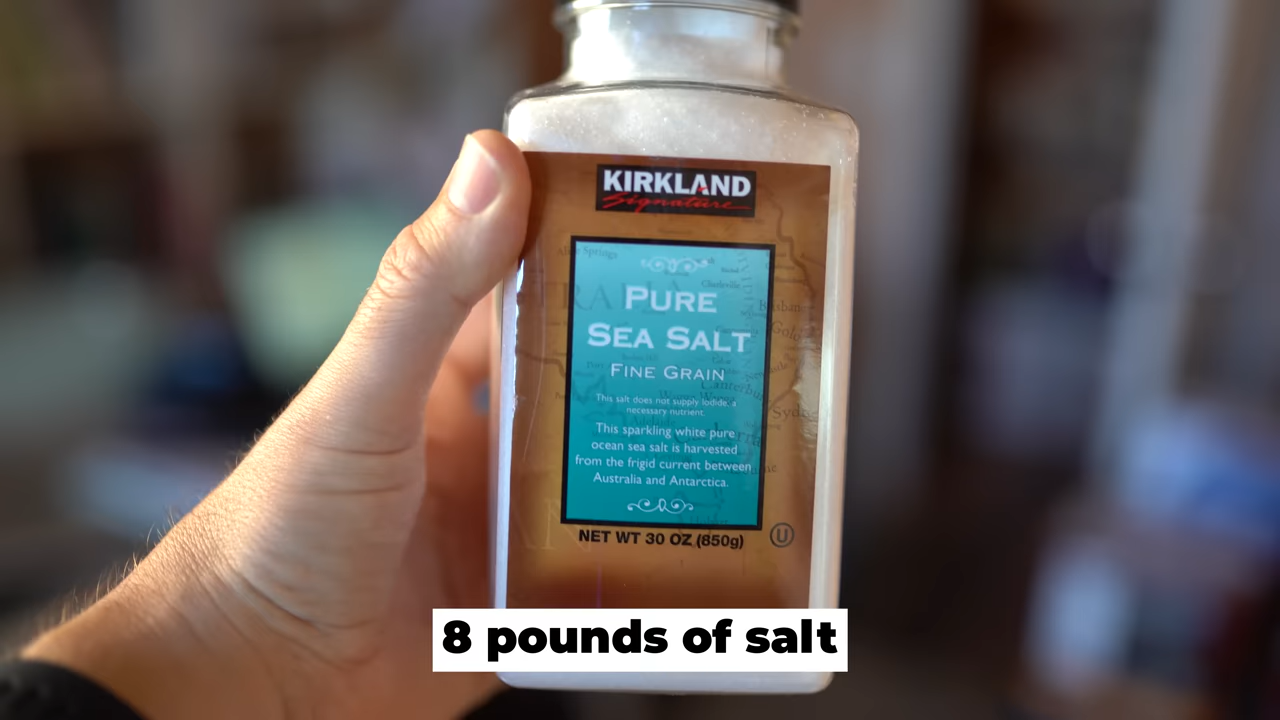 KIRKLAND
Signature
PURE
SEA SALT
FINE GRAIN
This salt does not supply Iodide, a
necessary nutrient.
This sparkling white pure
ocean sea salt is harvested
from the frigid current between
Australia and Antarctica.
NET WT 30 OZ (850g)
U
8 pounds of salt